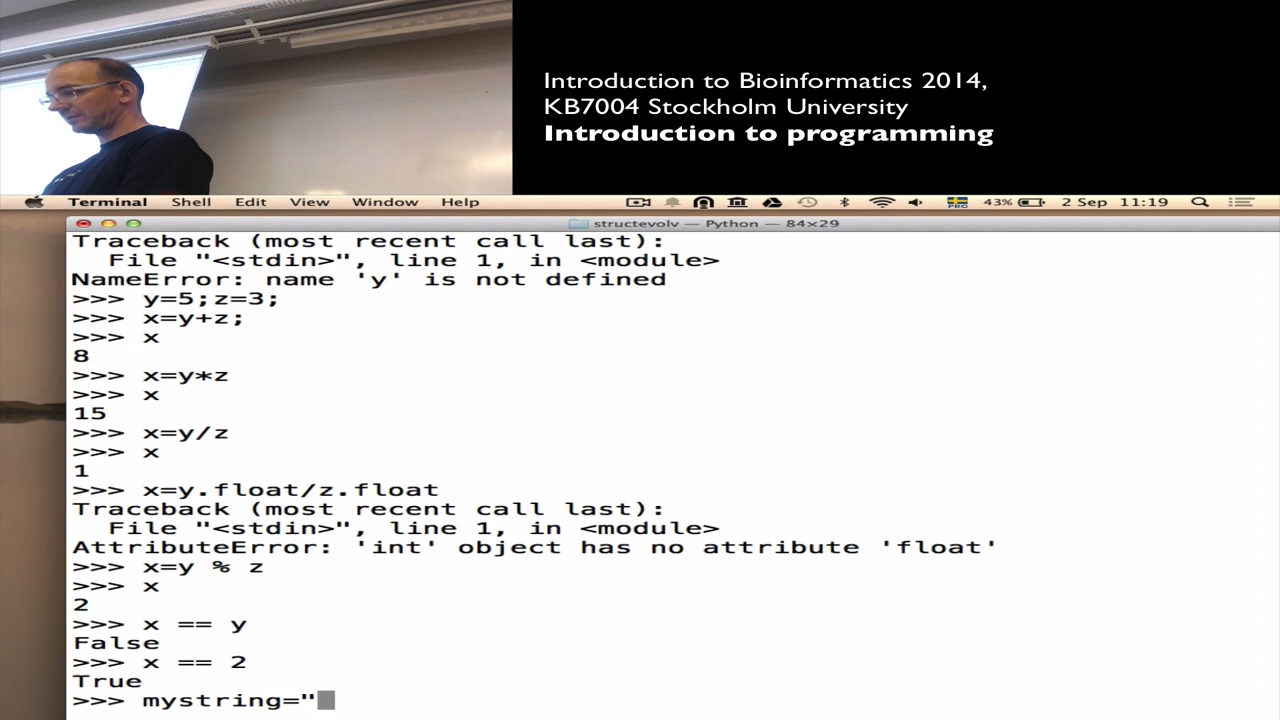 Introduction to Bioinformatics 2014,
KB7004 Stockholm University
Introduction to programming
Terminal Shell Edit View Window Help 43% 2 Sep 11:19
structevolv — Python — 84×29
Traceback (most recent call last):
  File "<stdin>", line 1, in <module>
NameError: name 'y' is not defined
>>> y=5;z=3;
>>> x=y+z;
>>> x
8
>>> x=y*z
>>> x
15
>>> x=y/z
>>> x
1
>>> x=y.float/z.float
Traceback (most recent call last):
  File "<stdin>", line 1, in <module>
AttributeError: 'int' object has no attribute 'float'
>>> x=y % z
>>> x
2
>>> x == y
False
>>> x == 2
True
>>> mystring="